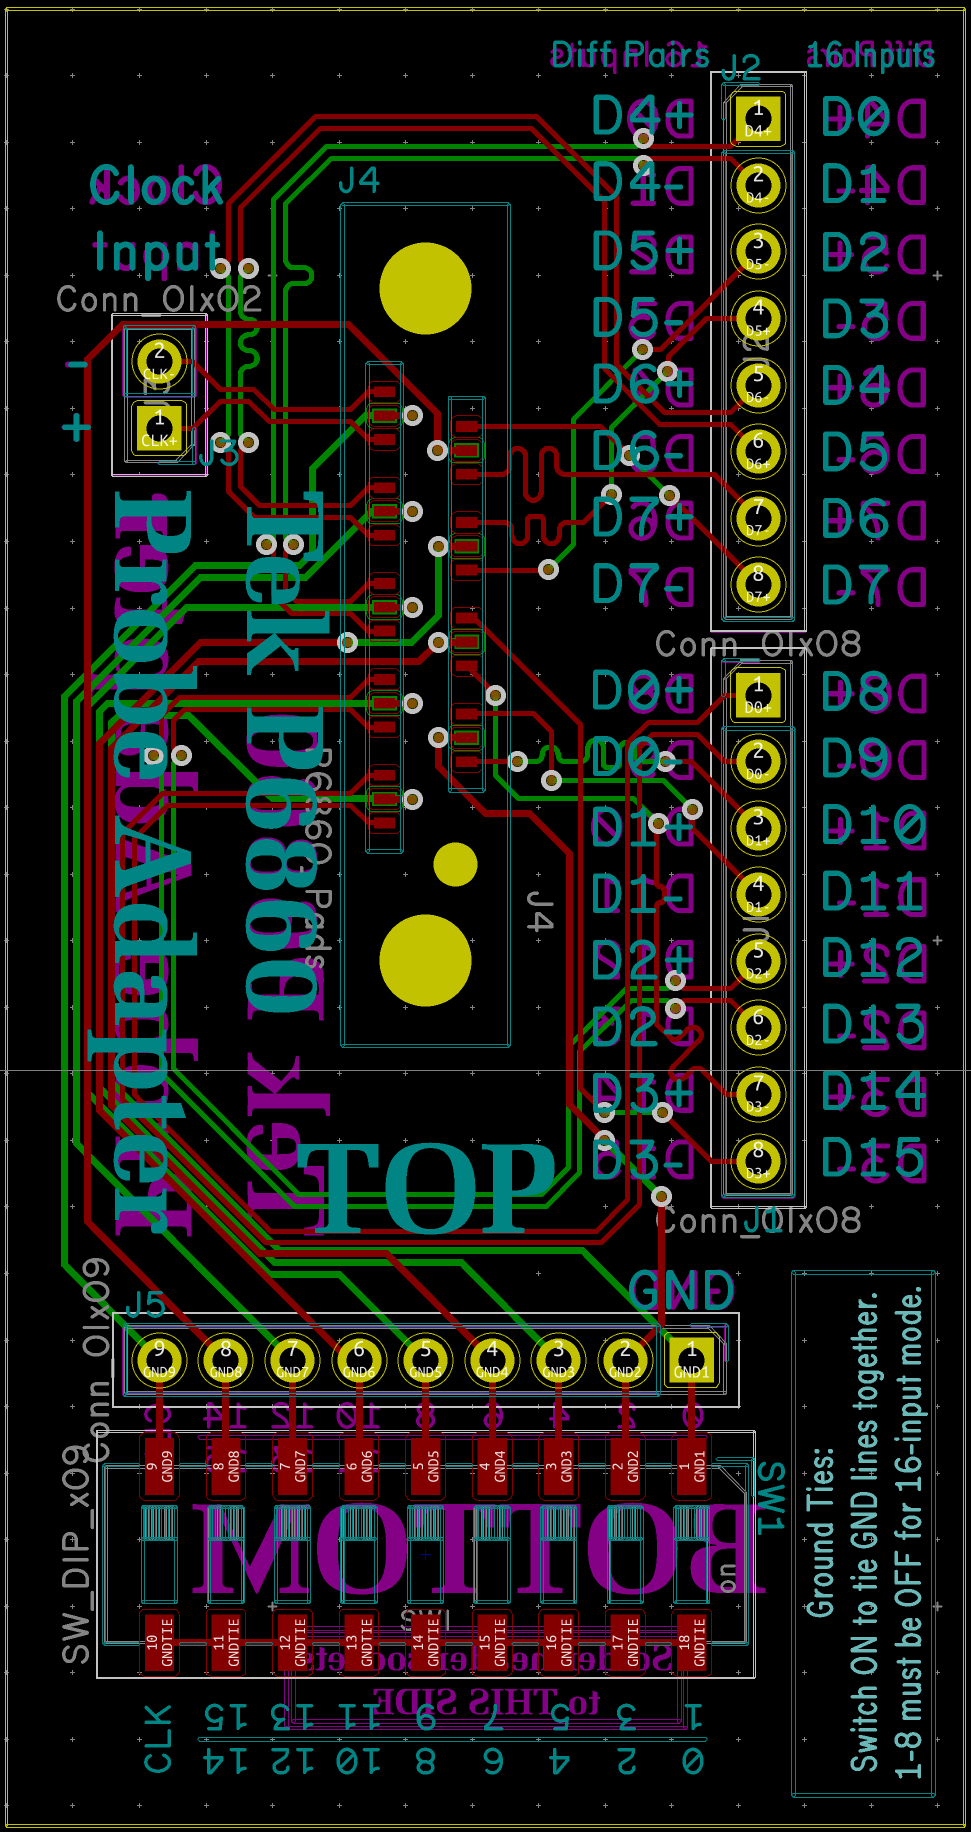 Diff Pairs
16 Inputs
J2
D4+
D4-
D5+
D5-
D6+
D6-
D7+
D7-
D0
D1
D2
D3
D4
D5
D6
D7
1
D4+
2
D4-
3
D5-
4
D5+
5
D6-
6
D6+
7
D7-
8
D7+
Conn_01x08
Clock
Input
Conn_01x02
-
+
2
CLK-
1
CLK+
J3
J4
Tek P6860
Probe Adapter
P6860-Pads
J4
D0+
D0-
D1+
D1-
D2+
D2-
D3+
D3-
D8
D9
D10
D11
D12
D13
D14
D15
1
D0+
2
D0-
3
D1+
4
D1-
5
D2+
6
D2-
7
D3-
8
D3+
Conn_01x08
J1
TOP
GND
J5
Conn_01x09
9
GND9
8
GND8
7
GND7
6
GND6
5
GND5
4
GND4
3
GND3
2
GND2
1
GND1
SW_DIP_x09
9
GND9
8
GND8
7
GND7
6
GND6
5
GND5
4
GND4
3
GND3
2
GND2
1
GND1
SW1
BOTTOM
on
10
GNDTIE
11
GNDTIE
12
GNDTIE
13
GNDTIE
14
GNDTIE
15
GNDTIE
16
GNDTIE
17
GNDTIE
18
GNDTIE
to THIS SIDE
CLK
15
13
11
9
7
5
3
1
14
12
10
8
6
4
2
0
Ground Ties:
Switch ON to tie GND lines together.
1-8 must be OFF for 16-input mode.